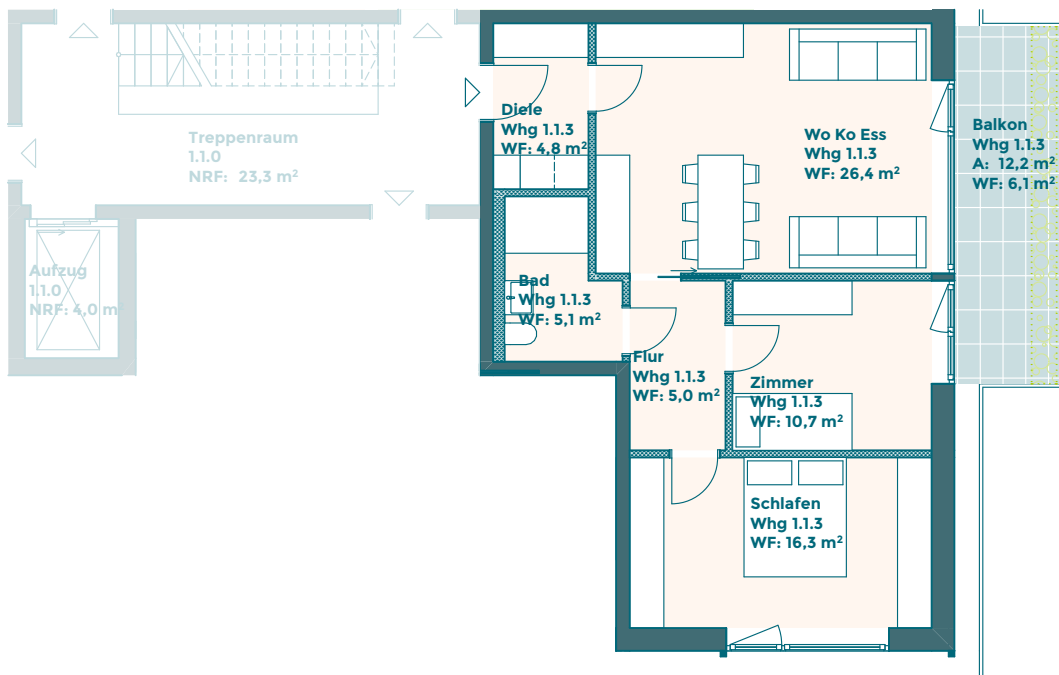 Treppenraum
1.1.0
NRF: 23,3 m²
Diele
Whg 1.1.3
WF: 4,8 m²
Wo Ko Ess
Whg 1.1.3
WF: 26,4 m²
Balkon
Whg 1.1.3
A: 12,2 m²
WF: 6,1 m²
Aufzug
1.1.0
NRF: 4,0 m²
Bad
Whg 1.1.3
WF: 5,1 m²
Flur
Whg 1.1.3
WF: 5,0 m²
Zimmer
Whg 1.1.3
WF: 10,7 m²
Schlafen
Whg 1.1.3
WF: 16,3 m²